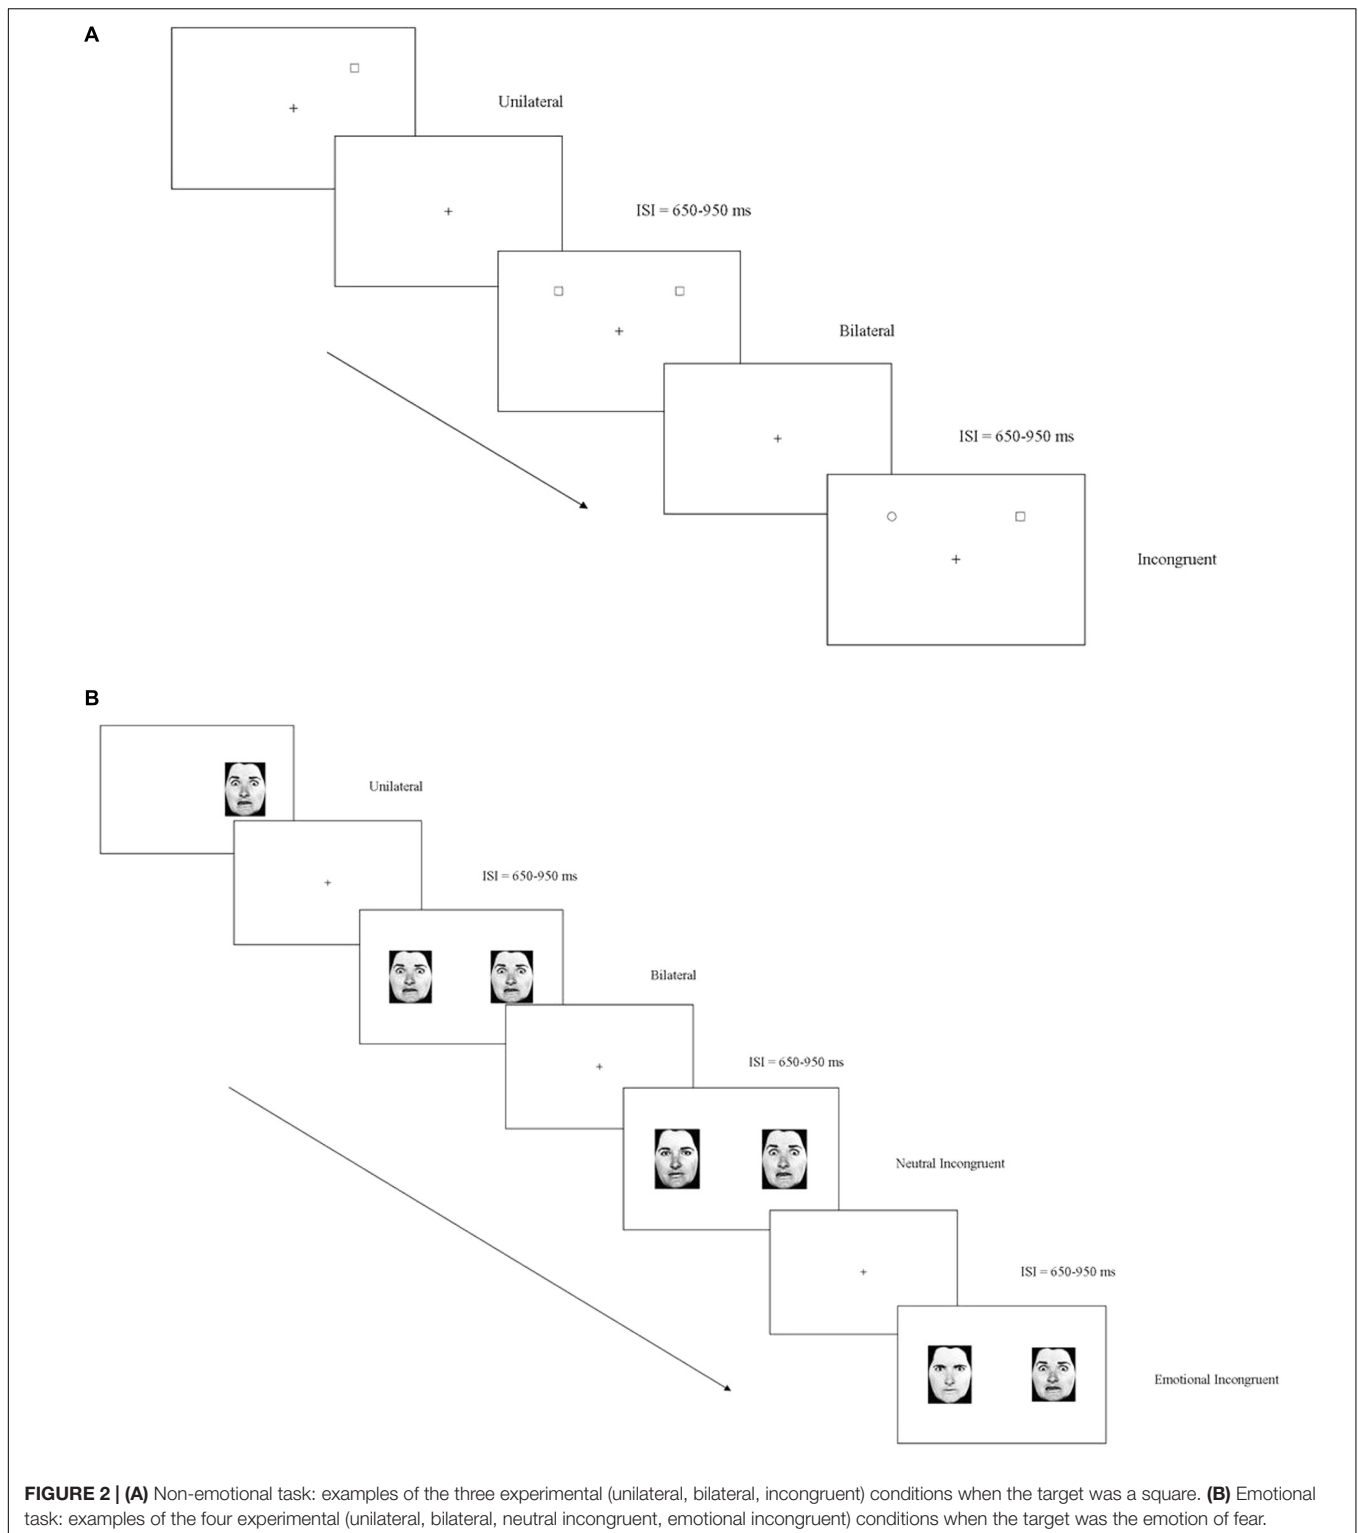 A
Unilateral
ISI = 650-950 ms
Bilateral
ISI = 650-950 ms
Incongruent
B
Unilateral
ISI = 650-950 ms
Bilateral
ISI = 650-950 ms
Neutral Incongruent
ISI = 650-950 ms
Emotional Incongruent
FIGURE 2 | (A) Non-emotional task: examples of the three experimental (unilateral, bilateral, incongruent) conditions when the target was a square. (B) Emotional
task: examples of the four experimental (unilateral, bilateral, neutral incongruent, emotional incongruent) conditions when the target was the emotion of fear.